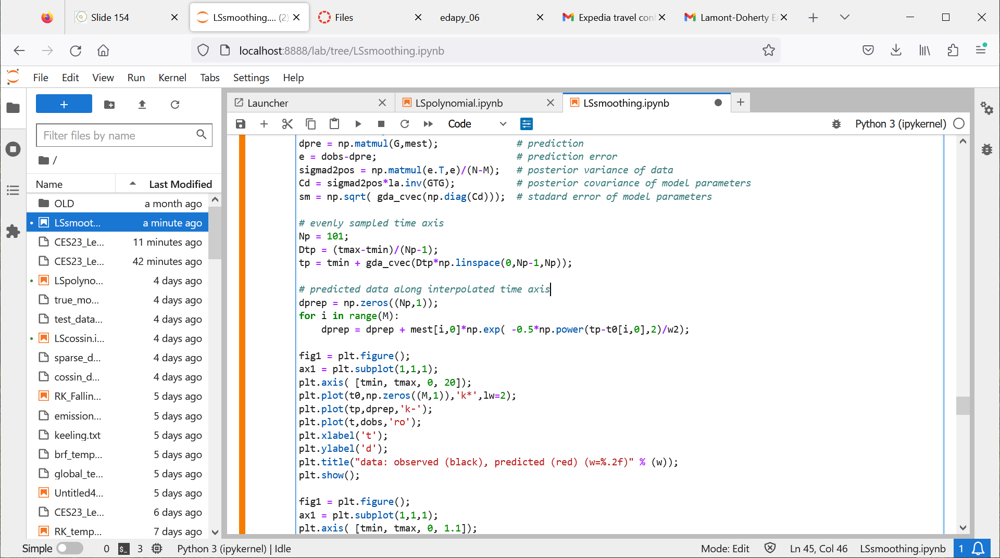 Slide 154
LSsmoothing.... (2)
Files
edapy_06
Expedia travel con
Lamont-Doherty E
localhost:8888/lab/tree/LSsmoothing.ipynb
File Edit View Run Kernel Tabs Settings Help
Launcher
LSpolynomial.ipynb
LSsmoothing.ipynb
Code
Python 3 (ipykernel)
Filter files by name
/
Name Last Modified
OLD a month ago
LSsmoot... a minute ago
CES23_Le... 11 minutes ago
CES23_Le... 42 minutes ago
LSpolyno... 4 days ago
true_mo... 4 days ago
test_data... 4 days ago
LScossin.i... 4 days ago
sparse_d... 4 days ago
cossin_d... 4 days ago
RK_Fallin... 5 days ago
emission... 5 days ago
keeling.txt 5 days ago
brf_temp... 5 days ago
global_te... 5 days ago
Untitled4... 5 days ago
CES23_Le... 6 days ago
RK_temp... 7 days ago
dpre = np.matmul(G,mest); # prediction
e = dobs-dpre; # prediction error
sigmad2pos = np.matmul(e.T,e)/(N-M); # posterior variance of data
Cd = sigmad2pos*la.inv(GTG); # posterior covariance of model parameters
sm = np.sqrt( gda_cvec(np.diag(Cd))); # stadard error of model parameters
# evenly sampled time axis
Np = 101;
Dtp = (tmax-tmin)/(Np-1);
tp = tmin + gda_cvec(Dtp*np.linspace(0,Np-1,Np));
# predicted data along interpolated time axis
dprep = np.zeros((Np,1));
for i in range(M):
    dprep = dprep + mest[i,0]*np.exp( -0.5*np.power(tp-t0[i,0],2)/w2);
fig1 = plt.figure();
ax1 = plt.subplot(1,1,1);
plt.axis( [tmin, tmax, 0, 20]);
plt.plot(t0,np.zeros((M,1)),'k*',lw=2);
plt.plot(tp,dprep,'k-');
plt.plot(t,dobs,'ro');
plt.xlabel('t');
plt.ylabel('d');
plt.title("data: observed (black), predicted (red) (w=%.2f)" % (w));
plt.show();
fig1 = plt.figure();
ax1 = plt.subplot(1,1,1);
plt.axis( [tmin, tmax, 0, 1.1]);
Simple 0 $_ 3 Python 3 (ipykernel) | Idle Mode: Edit Ln 45, Col 46 LSsmoothing.ipynb 1